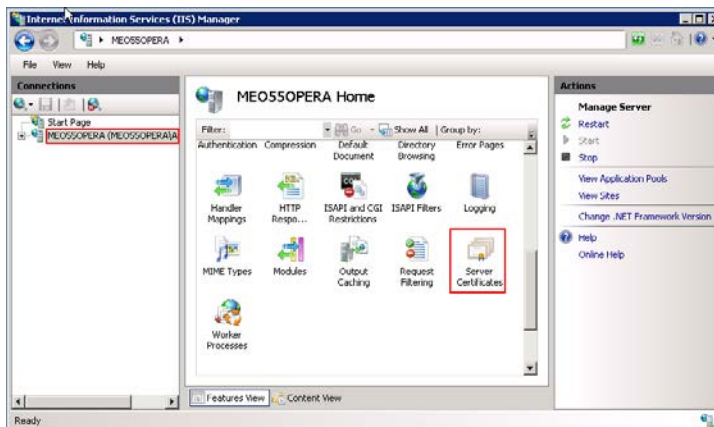 Internet Information Services (IIS) Manager
MEO55OPERA
File View Help
Connections
Start Page
MEO55OPERA (MEO55OPERA\A
MEO55OPERA Home
Filter: Go Show All Group by:
Authentication Compression Default Document Directory Browsing Error Pages
Handler Mappings HTTP Respo... ISAPI and CGI Restrictions ISAPI Filters Logging
MIME Types Modules Output Caching Request Filtering Server Certificates
Worker Processes
Features View Content View
Actions
Manage Server
Restart
Start
Stop
View Application Pools
View Sites
Change .NET Framework Version
Help
Online Help
Ready